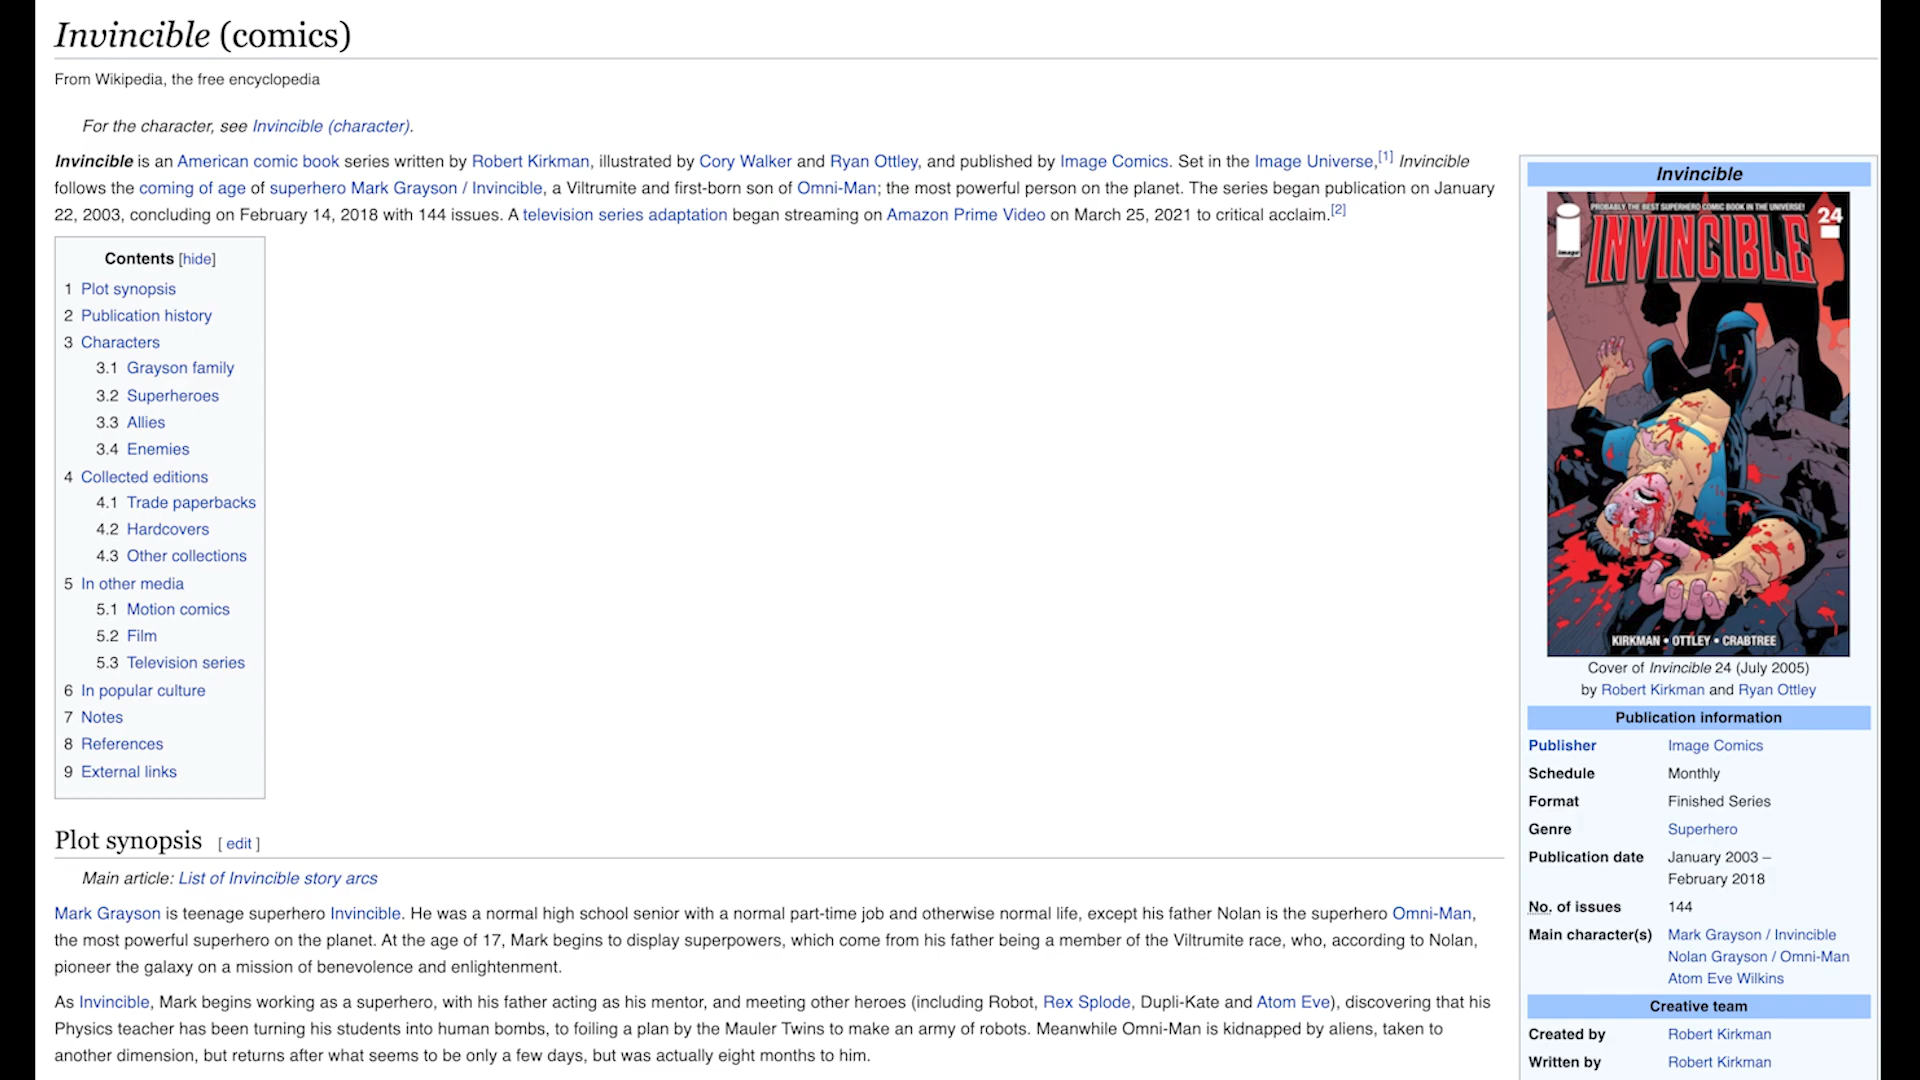 Invincible (comics)
From Wikipedia, the free encyclopedia
For the character, see Invincible (character).
Invincible is an American comic book series written by Robert Kirkman, illustrated by Cory Walker and Ryan Ottley, and published by Image Comics. Set in the Image Universe,[1] Invincible
follows the coming of age of superhero Mark Grayson / Invincible, a Viltrumite and first-born son of Omni-Man; the most powerful person on the planet. The series began publication on January
22, 2003, concluding on February 14, 2018 with 144 issues. A television series adaptation began streaming on Amazon Prime Video on March 25, 2021 to critical acclaim.[2]
Contents [hide]
1 Plot synopsis
2 Publication history
3 Characters
3.1 Grayson family
3.2 Superheroes
3.3 Allies
3.4 Enemies
4 Collected editions
4.1 Trade paperbacks
4.2 Hardcovers
4.3 Other collections
5 In other media
5.1 Motion comics
5.2 Film
5.3 Television series
6 In popular culture
7 Notes
8 References
9 External links
Plot synopsis [ edit ]
Main article: List of Invincible story arcs
Mark Grayson is teenage superhero Invincible. He was a normal high school senior with a normal part-time job and otherwise normal life, except his father Nolan is the superhero Omni-Man,
the most powerful superhero on the planet. At the age of 17, Mark begins to display superpowers, which come from his father being a member of the Viltrumite race, who, according to Nolan,
pioneer the galaxy on a mission of benevolence and enlightenment.
As Invincible, Mark begins working as a superhero, with his father acting as his mentor, and meeting other heroes (including Robot, Rex Splode, Dupli-Kate and Atom Eve), discovering that his
Physics teacher has been turning his students into human bombs, to foiling a plan by the Mauler Twins to make an army of robots. Meanwhile Omni-Man is kidnapped by aliens, taken to
another dimension, but returns after what seems to be only a few days, but was actually eight months to him.
Invincible
PROBABLY THE BEST SUPERHERO COMIC BOOK IN THE UNIVERSE!
24
image
INVINCIBLE
KIRKMAN • OTTLEY • CRABTREE
Cover of Invincible 24 (July 2005)
by Robert Kirkman and Ryan Ottley
Publication information
Publisher Image Comics
Schedule Monthly
Format Finished Series
Genre Superhero
Publication date January 2003 –
February 2018
No. of issues 144
Main character(s) Mark Grayson / Invincible
Nolan Grayson / Omni-Man
Atom Eve Wilkins
Creative team
Created by Robert Kirkman
Written by Robert Kirkman